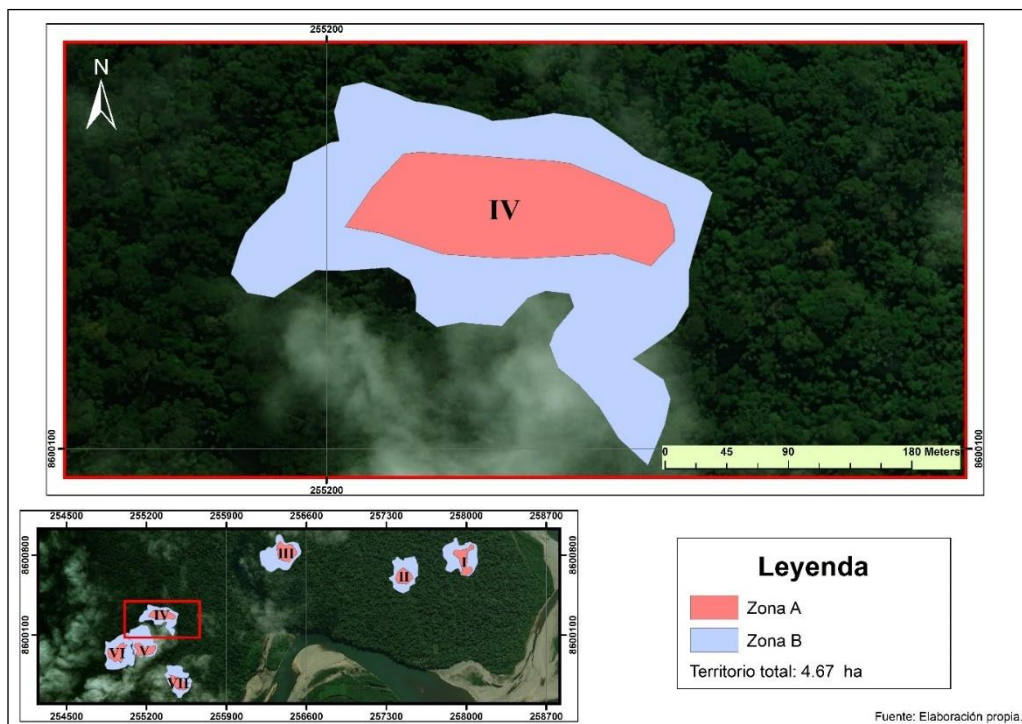 255200
N
IV
8600100
8600100
0 45 90 180 Meters
255200
254500 255200 255900 256600 257300 258000 258700
8600800
8600800
III
II
I
IV
VI
V
VII
8600100
8600100
254500 255200 255900 256600 257300 258000 258700
Leyenda
Zona A
Zona B
Territorio total: 4.67 ha
Fuente: Elaboración propia.